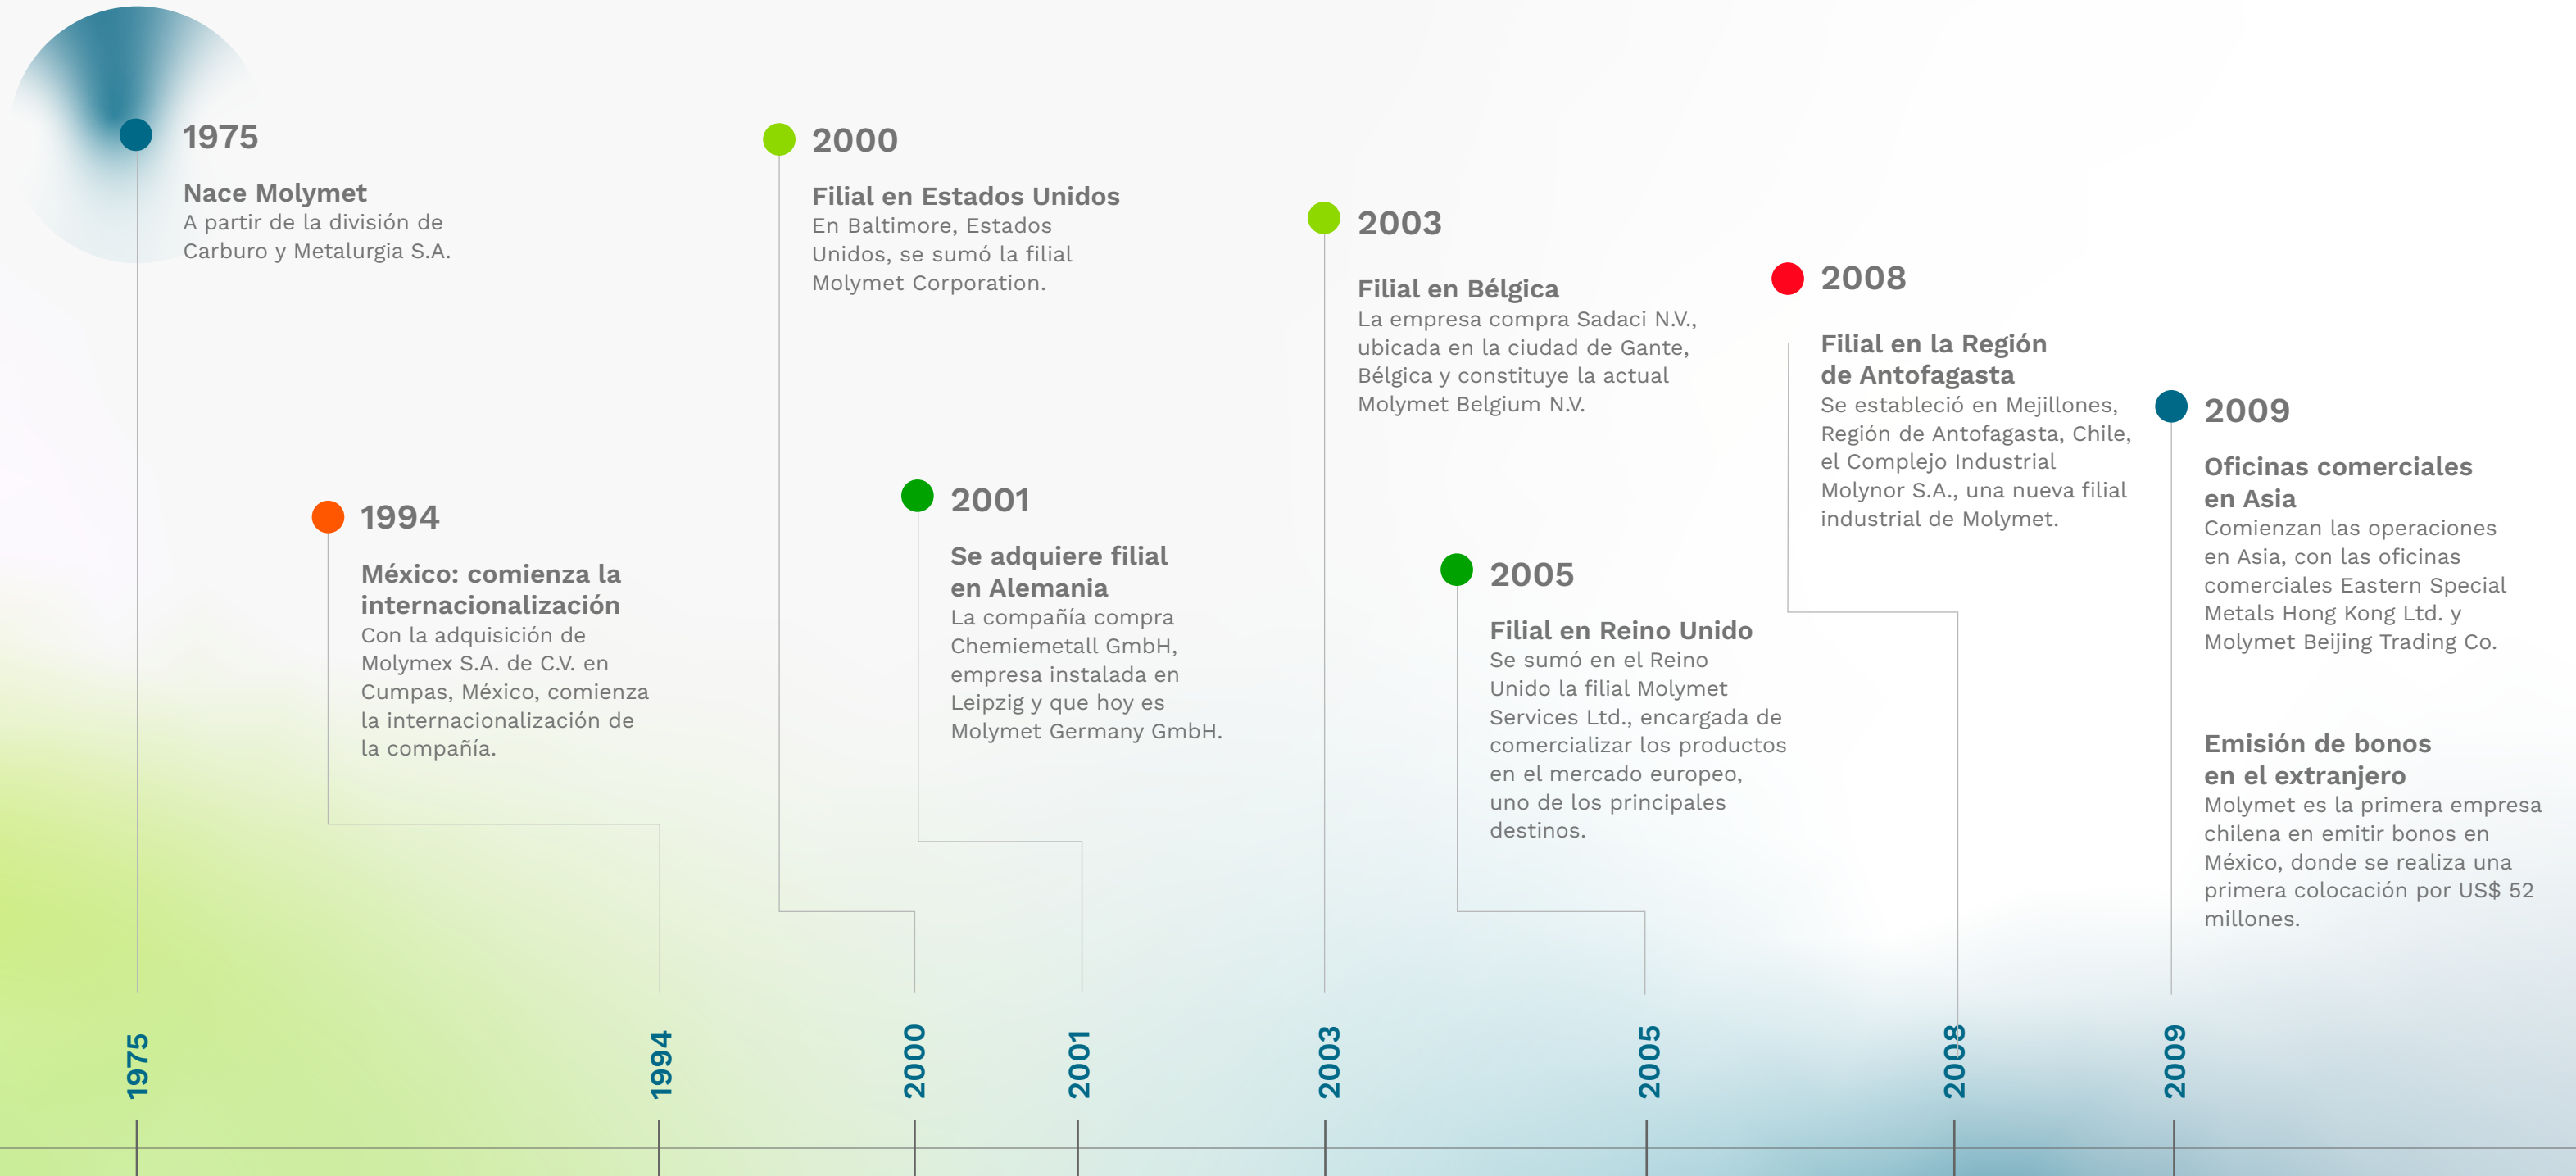 1975
Nace Molymet
A partir de la división de
Carburo y Metalurgia S.A.
1994
México: comienza la
internacionalización
Con la adquisición de
Molymex S.A. de C.V. en
Cumpas, México, comienza
la internacionalización de
la compañía.
2000
Filial en Estados Unidos
En Baltimore, Estados
Unidos, se sumó la filial
Molymet Corporation.
2001
Se adquiere filial
en Alemania
La compañía compra
Chemiemetall GmbH,
empresa instalada en
Leipzig y que hoy es
Molymet Germany GmbH.
2003
Filial en Bélgica
La empresa compra Sadaci N.V.,
ubicada en la ciudad de Gante,
Bélgica y constituye la actual
Molymet Belgium N.V.
2005
Filial en Reino Unido
Se sumó en el Reino
Unido la filial Molymet
Services Ltd., encargada de
comercializar los productos
en el mercado europeo,
uno de los principales
destinos.
2008
Filial en la Región
de Antofagasta
Se estableció en Mejillones,
Región de Antofagasta, Chile,
el Complejo Industrial
Molynor S.A., una nueva filial
industrial de Molymet.
2009
Oficinas comerciales
en Asia
Comienzan las operaciones
en Asia, con las oficinas
comerciales Eastern Special
Metals Hong Kong Ltd. y
Molymet Beijing Trading Co.
Emisión de bonos
en el extranjero
Molymet es la primera empresa
chilena en emitir bonos en
México, donde se realiza una
primera colocación por US$ 52
millones.
1975
1994
2000
2001
2003
2005
2008
2009